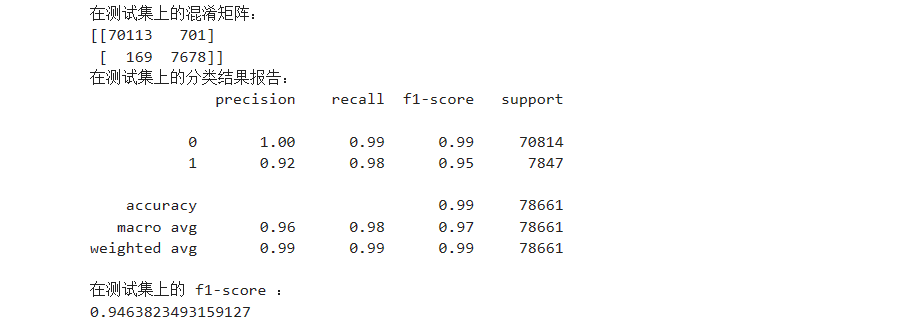 在测试集上的混淆矩阵:
[[70113   701]
 [  169  7678]]
在测试集上的分类结果报告:
              precision    recall  f1-score   support

           0       1.00      0.99      0.99     70814
           1       0.92      0.98      0.95      7847

    accuracy                           0.99     78661
   macro avg       0.96      0.98      0.97     78661
weighted avg       0.99      0.99      0.99     78661

在测试集上的 f1-score :
0.9463823493159127